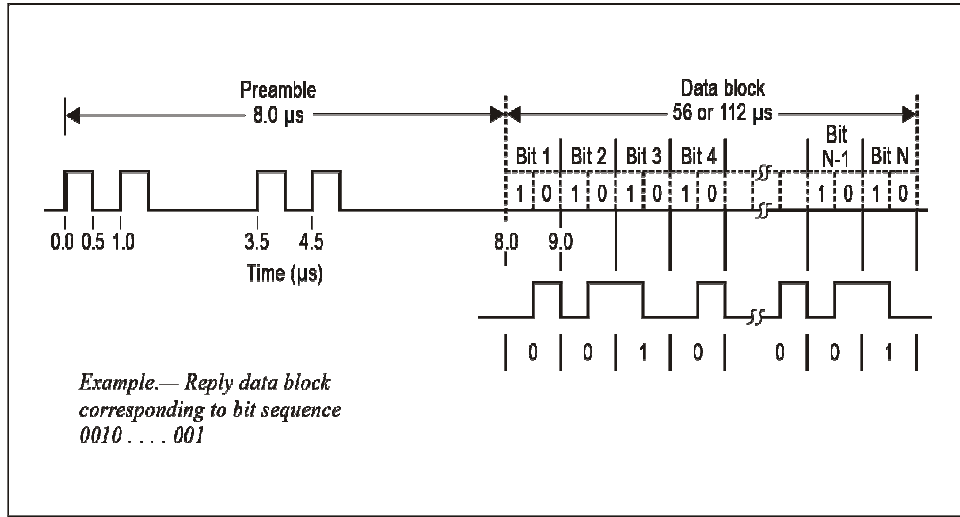 Preamble
8.0 µs
Data block
56 or 112 µs
Bit 1 Bit 2 Bit 3 Bit 4 Bit N-1 Bit N
1 0 1 0 1 0 1 0 1 0 1 0
0.0 0.5 1.0 3.5 4.5 8.0 9.0
Time (µs)
0 0 1 0 0 0 1
Example.— Reply data block
corresponding to bit sequence
0010 . . . . 001